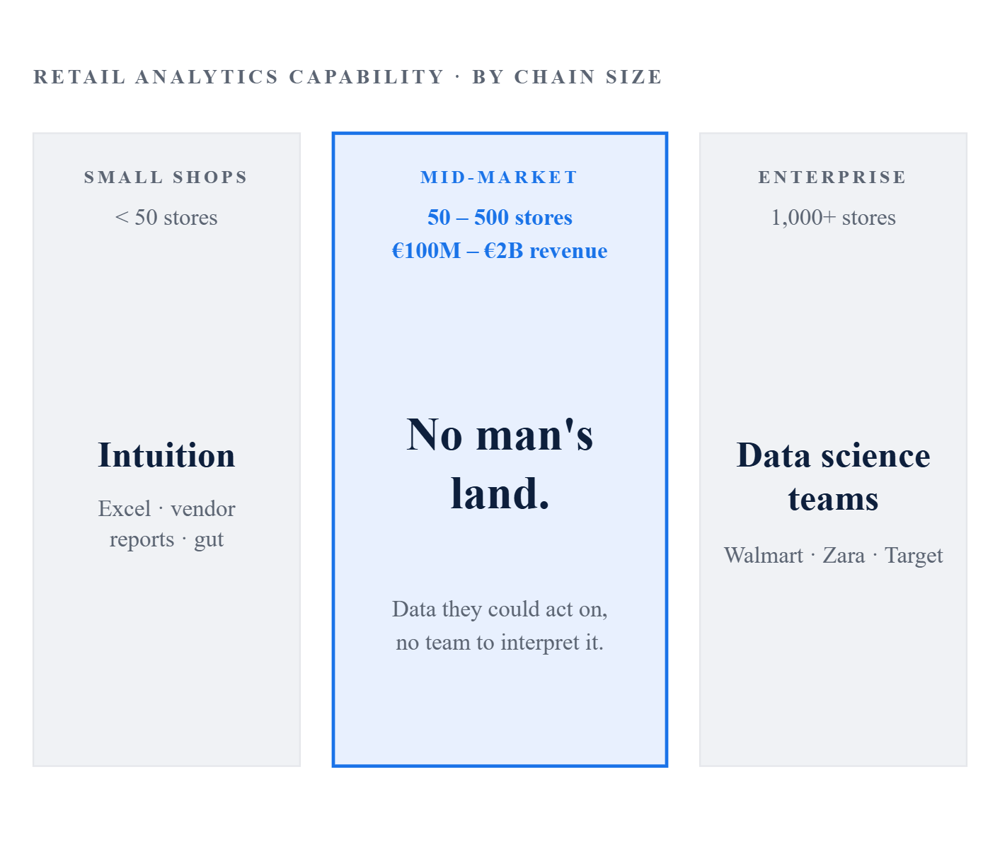 RETAIL ANALYTICS CAPABILITY · BY CHAIN SIZE
SMALL SHOPS
< 50 stores
Intuition
Excel · vendor
reports · gut
MID-MARKET
50 – 500 stores
€100M – €2B revenue
No man's
land.
Data they could act on,
no team to interpret it.
ENTERPRISE
1,000+ stores
Data science
teams
Walmart · Zara · Target